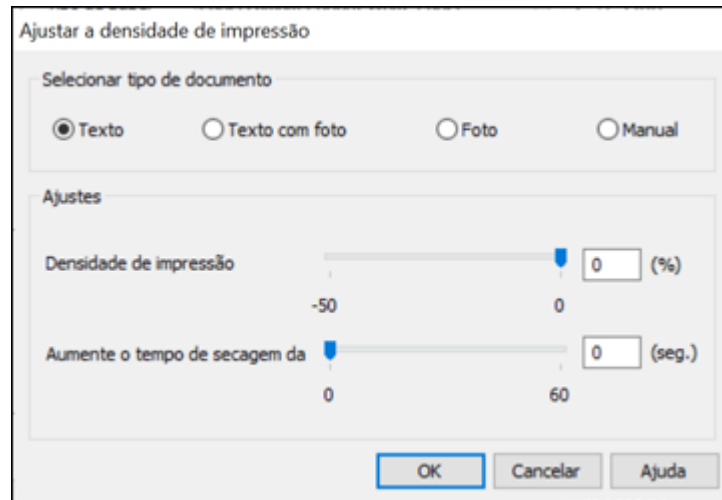 Ajustar a densidade de impressão
Selecionar tipo de documento
Texto Texto com foto Foto Manual
Ajustes
Densidade de impressão 0 (%)
-50 0
Aumente o tempo de secagem da 0 (seg.)
0 60
OK Cancelar Ajuda